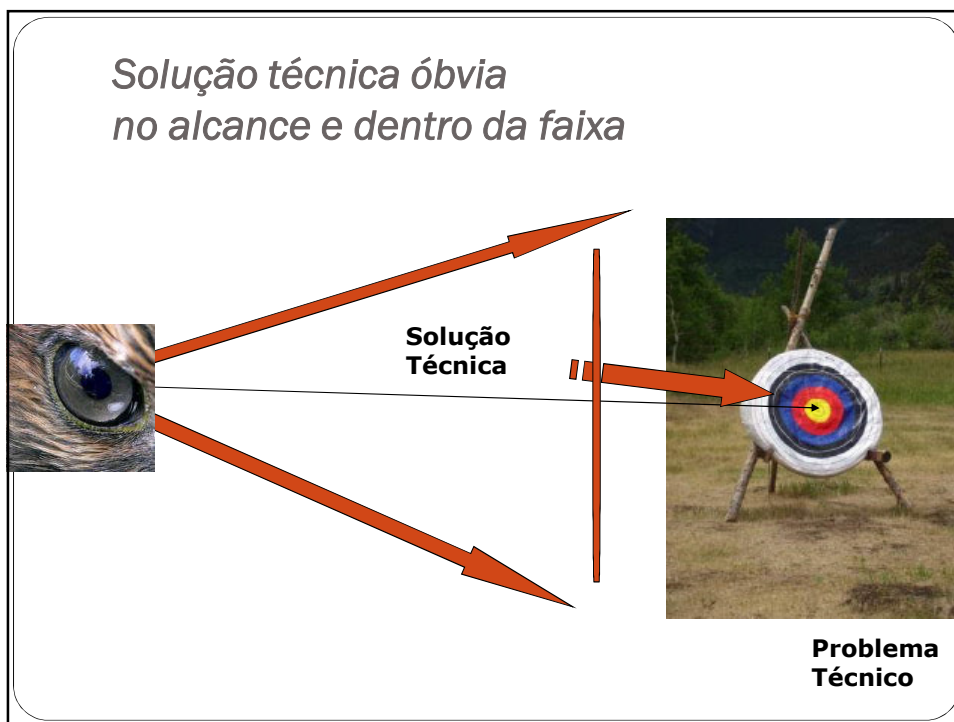 Solução técnica óbvia
no alcance e dentro da faixa
Solução
Técnica
Problema
Técnico